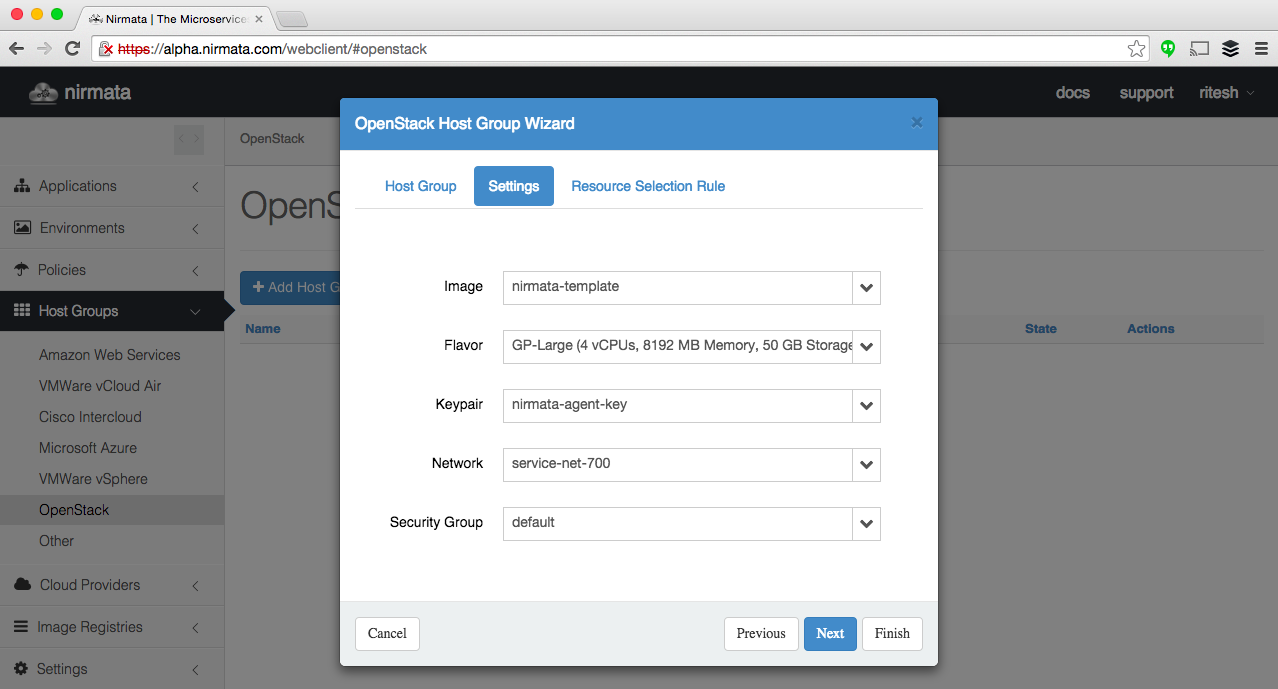 Nirmata | The Microservice
https://alpha.nirmata.com/webclient/#openstack
nirmata
docs
support
ritesh
OpenStack
Applications
Environments
Policies
Host Groups
Amazon Web Services
VMWare vCloud Air
Cisco Intercloud
Microsoft Azure
VMWare vSphere
OpenStack
Other
Cloud Providers
Image Registries
Settings
OpenS
Add Host G
Name
State
Actions
OpenStack Host Group Wizard
Host Group
Settings
Resource Selection Rule
Image
nirmata-template
Flavor
GP-Large (4 vCPUs, 8192 MB Memory, 50 GB Storage
Keypair
nirmata-agent-key
Network
service-net-700
Security Group
default
Cancel
Previous
Next
Finish